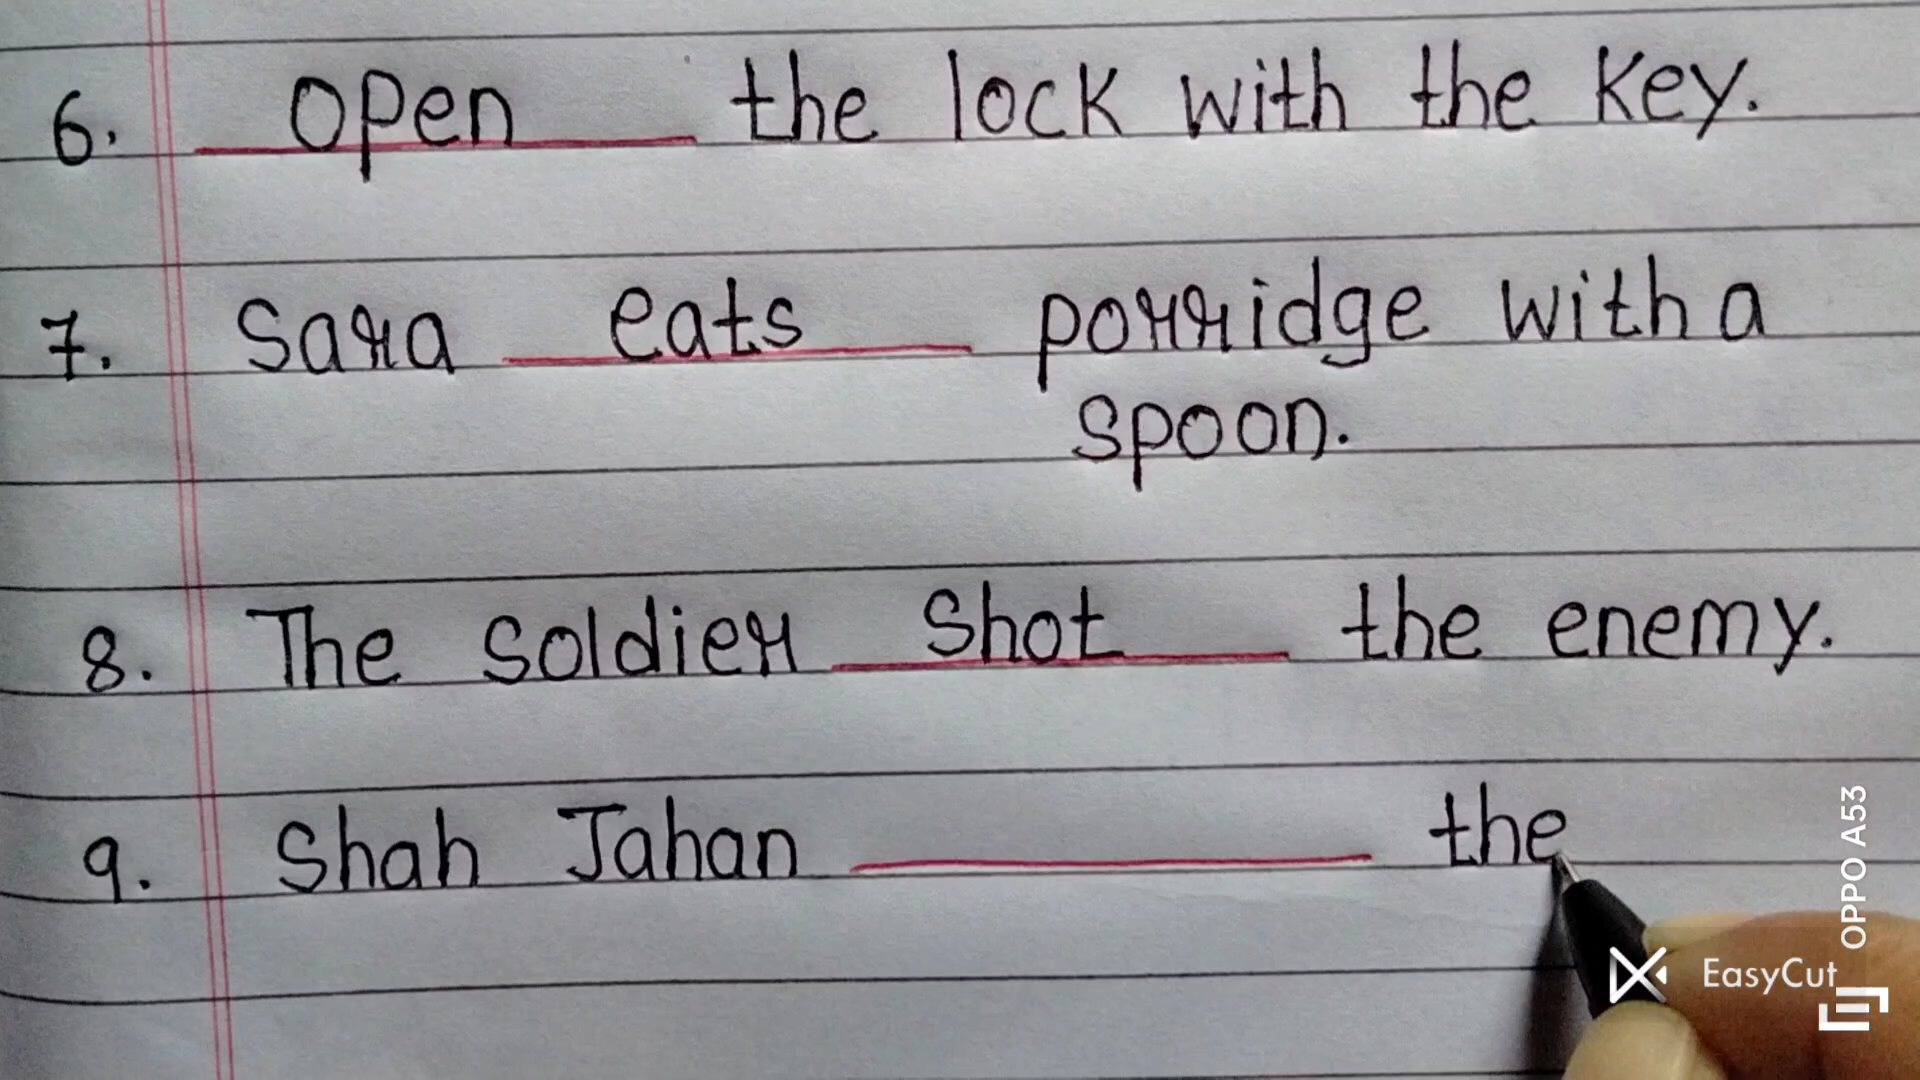 6. Open the lock with the key.
7. Sara eats porridge with a
spoon.
8. The soldier shot the enemy.
9. Shah Jahan the
OPPO A53
EasyCut